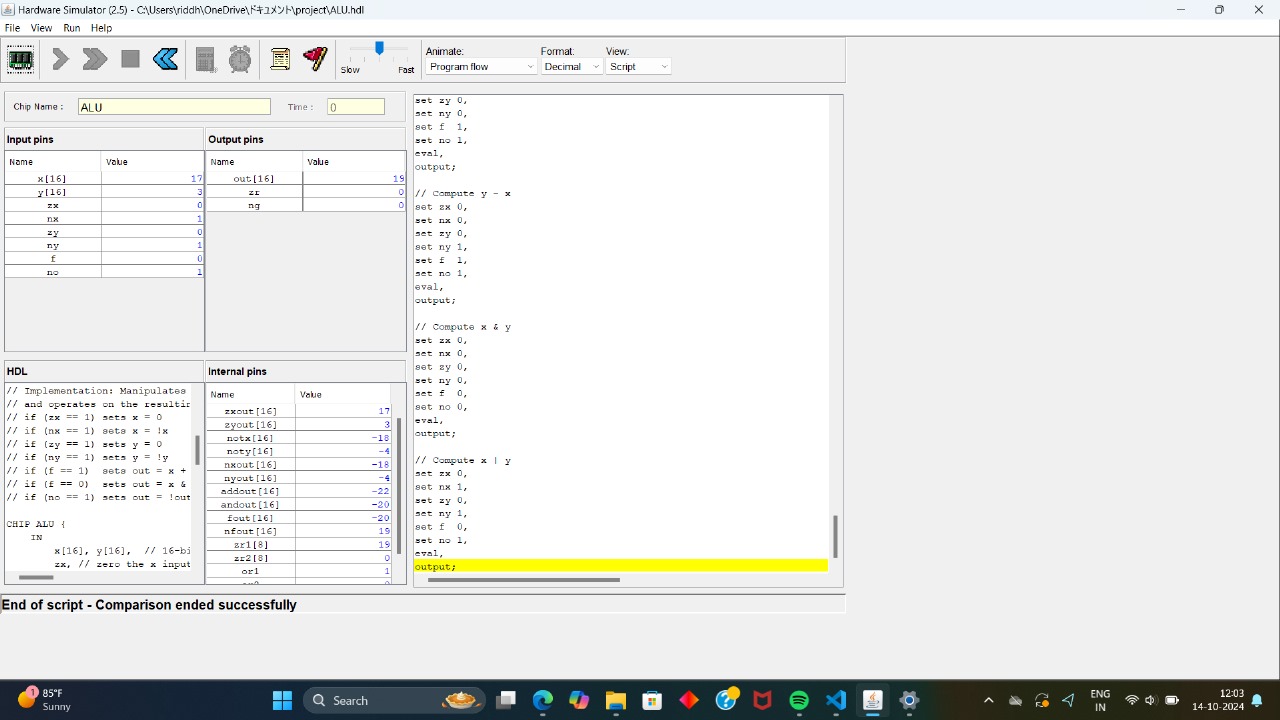 Hardware Simulator (2.5) - C:\Users\riddh\OneDrive\ドキュメント\project\ALU.hdl
File View Run Help
Animate: Format: View:
Slow Fast Program flow Decimal Script
Chip Name : ALU Time : 0
Input pins
Name Value
x[16] 17
y[16] 3
zx 0
nx 1
zy 0
ny 1
f 0
no 1
Output pins
Name Value
out[16] 19
zr 0
ng 0
HDL
// Implementation: Manipulates
// and operates on the resultin
// if (zx == 1) sets x = 0
// if (nx == 1) sets x = !x
// if (zy == 1) sets y = 0
// if (ny == 1) sets y = !y
// if (f == 1)  sets out = x +
// if (f == 0)  sets out = x &
// if (no == 1) sets out = !out
CHIP ALU {
IN
x[16], y[16],  // 16-bi
zx, // zero the x input
Internal pins
Name Value
zxout[16] 17
zyout[16] 3
notx[16] -18
noty[16] -4
nxout[16] -18
nyout[16] -4
addout[16] -22
andout[16] -20
fout[16] -20
nfout[16] 19
zr1[8] 19
zr2[8] 0
or1 1
set zy 0,
set ny 0,
set f  1,
set no 1,
eval,
output;
// Compute y - x
set zx 0,
set nx 0,
set zy 0,
set ny 1,
set f  1,
set no 1,
eval,
output;
// Compute x & y
set zx 0,
set nx 0,
set zy 0,
set ny 0,
set f  0,
set no 0,
eval,
output;
// Compute x | y
set zx 0,
set nx 1,
set zy 0,
set ny 1,
set f  0,
set no 1,
eval,
output;
End of script - Comparison ended successfully
1
85°F
Sunny
Search
ENG
IN
12:03
14-10-2024